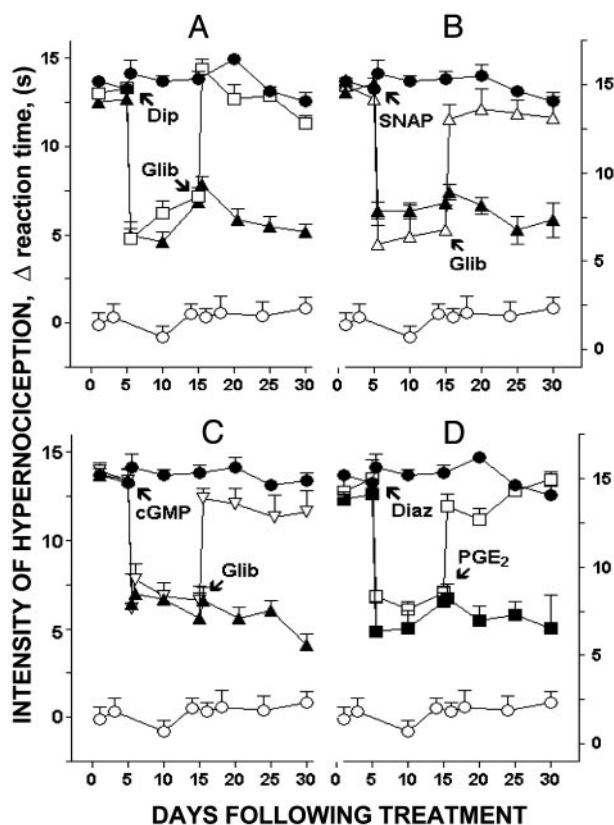 A
B
15
10
5
0
Dip
Glib
SNAP
Glib
15
10
5
0
0 5 10 15 20 25 30
0 5 10 15 20 25 30
C
D
15
10
5
0
cGMP
Glib
Diaz
PGE₂
15
10
5
0
0 5 10 15 20 25 30
0 5 10 15 20 25 30
INTENSITY OF HYPERNOCICEPTION, Δ reaction time, (s)
DAYS FOLLOWING TREATMENT